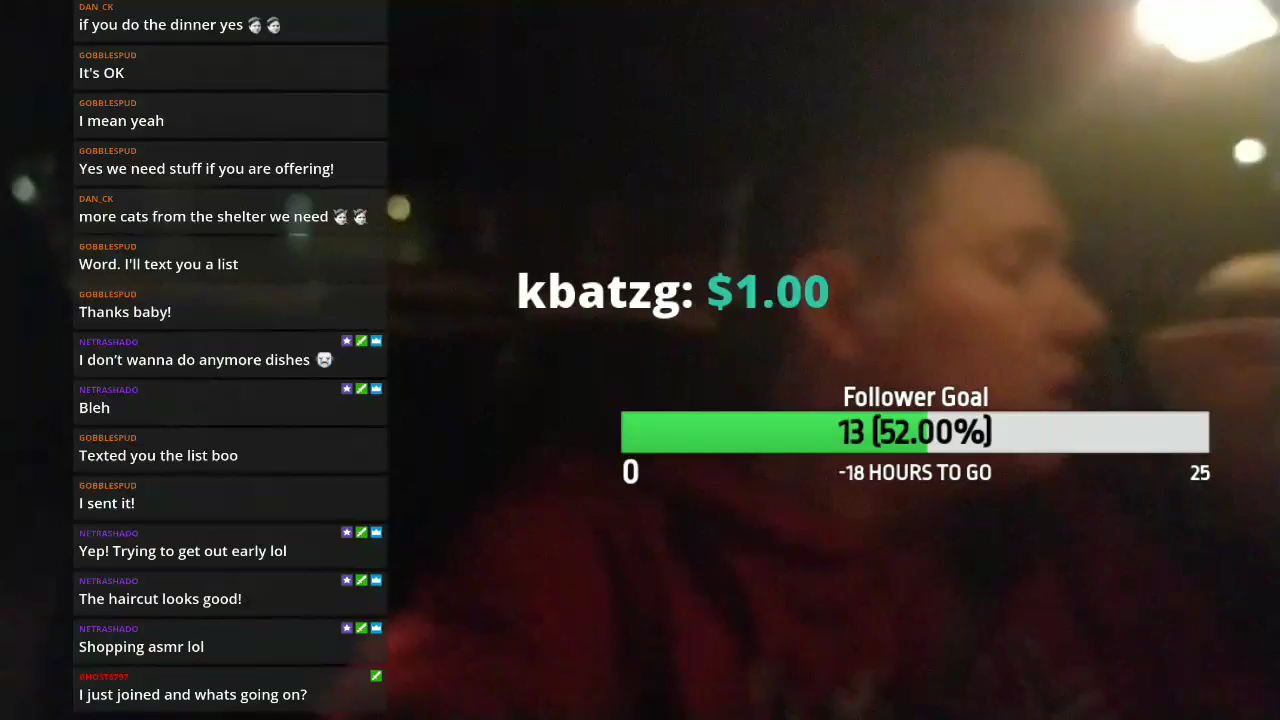 DAN_CK
if you do the dinner yes
GOBBLESPUD
It's OK
GOBBLESPUD
I mean yeah
GOBBLESPUD
Yes we need stuff if you are offering!
DAN_CK
more cats from the shelter we need
GOBBLESPUD
Word. I'll text you a list
GOBBLESPUD
Thanks baby!
NETRASHADO
I don’t wanna do anymore dishes
NETRASHADO
Bleh
GOBBLESPUD
Texted you the list boo
GOBBLESPUD
I sent it!
NETRASHADO
Yep! Trying to get out early lol
NETRASHADO
The haircut looks good!
NETRASHADO
Shopping asmr lol
GHOST6797
I just joined and whats going on?
kbatzg: $1.00
Follower Goal
13 (52.00%)
0 -18 HOURS TO GO 25